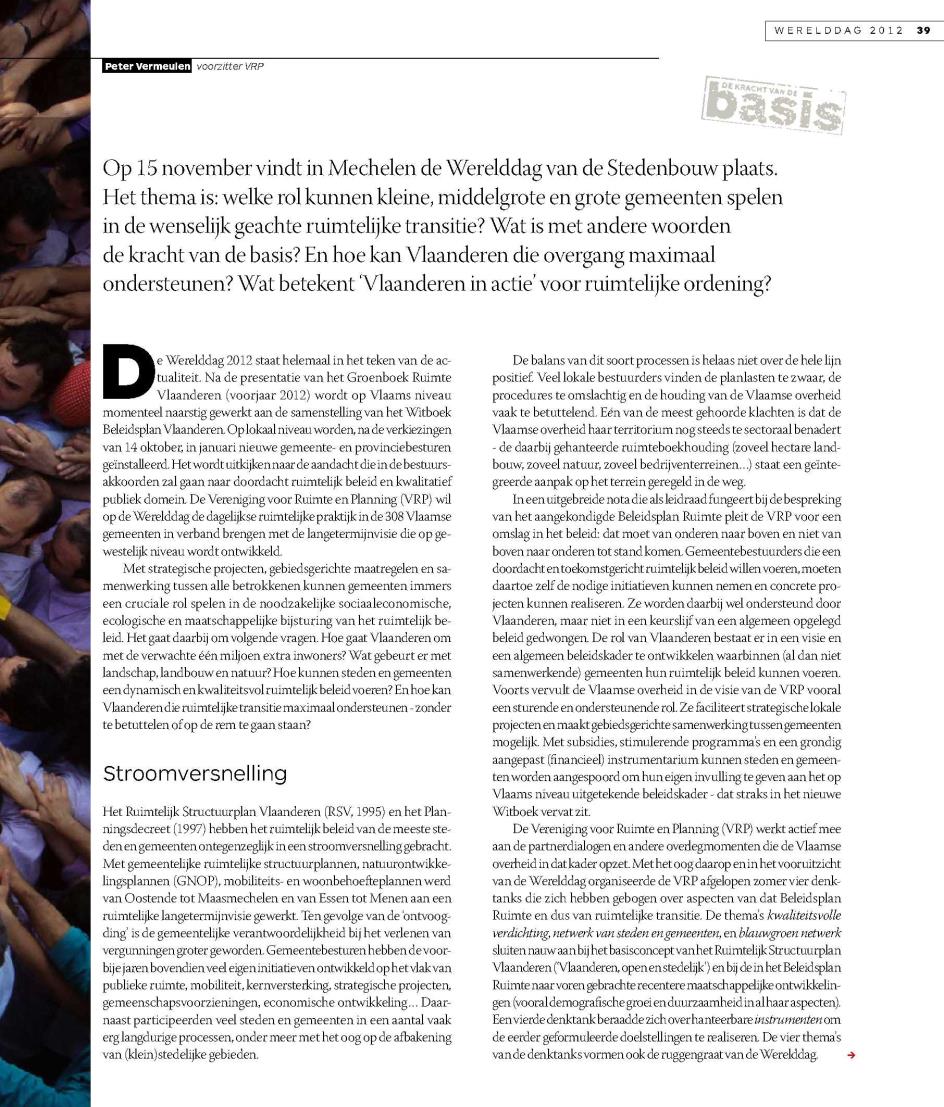 WERELDDAG 2012 39
Peter Vermeulen voorzitter VRP
DE KRACHT VAN DE
basis
Op 15 november vindt in Mechelen de Werelddag van de Stedenbouw plaats.
Het thema is: welke rol kunnen kleine, middelgrote en grote gemeenten spelen
in de wenselijk geachte ruimtelijke transitie? Wat is met andere woorden
de kracht van de basis? En hoe kan Vlaanderen die overgang maximaal
ondersteunen? Wat betekent ‘Vlaanderen in actie’ voor ruimtelijke ordening?
De Werelddag 2012 staat helemaal in het teken van de ac-
tualiteit. Na de presentatie van het Groenboek Ruimte
Vlaanderen (voorjaar 2012) wordt op Vlaams niveau
momenteel naarstig gewerkt aan de samenstelling van het Witboek
Beleidsplan Vlaanderen. Op lokaal niveau worden, na de verkiezingen
van 14 oktober, in januari nieuwe gemeente- en provinciebesturen
geïnstalleerd. Het wordt uitkijken naar de aandacht die in de bestuurs-
akkoorden zal gaan naar doordacht ruimtelijk beleid en kwalitatief
publiek domein. De Vereniging voor Ruimte en Planning (VRP) wil
op de Werelddag de dagelijkse ruimtelijke praktijk in de 308 Vlaamse
gemeenten in verband brengen met de langetermijnvisie die op ge-
westelijk niveau wordt ontwikkeld.
Met strategische projecten, gebiedsgerichte maatregelen en sa-
menwerking tussen alle betrokkenen kunnen gemeenten immers
een cruciale rol spelen in de noodzakelijke sociaaleconomische,
ecologische en maatschappelijke bijsturing van het ruimtelijk be-
leid. Het gaat daarbij om volgende vragen. Hoe gaat Vlaanderen om
met de verwachte één miljoen extra inwoners? Wat gebeurt er met
landschap, landbouw en natuur? Hoe kunnen steden en gemeenten
een dynamisch en kwaliteitsvol ruimtelijk beleid voeren? En hoe kan
Vlaanderen die ruimtelijke transitie maximaal ondersteunen - zonder
te betuttelen of op de rem te gaan staan?
Stroomversnelling
Het Ruimtelijk Structuurplan Vlaanderen (RSV, 1995) en het Plan-
ningsdecreet (1997) hebben het ruimtelijk beleid van de meeste ste-
den en gemeenten ontegenzeglijk in een stroomversnelling gebracht.
Met gemeentelijke ruimtelijke structuurplannen, natuurontwikke-
lingsplannen (GNOP), mobiliteits- en woonbehoefteplannen werd
van Oostende tot Maasmechelen en van Essen tot Menen aan een
ruimtelijke langetermijnvisie gewerkt. Ten gevolge van de ‘ontvoog-
ding’ is de gemeentelijke verantwoordelijkheid bij het verlenen van
vergunningen groter geworden. Gemeentebesturen hebben de voor-
bije jaren bovendien veel eigen initiatieven ontwikkeld op het vlak van
publieke ruimte, mobiliteit, kernversterking, strategische projecten,
gemeenschapsvoorzieningen, economische ontwikkeling… Daar-
naast participeerden veel steden en gemeenten in een aantal vaak
erg langdurige processen, onder meer met het oog op de afbakening
van (klein)stedelijke gebieden.
De balans van dit soort processen is helaas niet over de hele lijn
positief. Veel lokale bestuurders vinden de planlasten te zwaar, de
procedures te omslachtig en de houding van de Vlaamse overheid
vaak te betuttelend. Eén van de meest gehoorde klachten is dat de
Vlaamse overheid haar territorium nog steeds te sectoraal benadert
- de daarbij gehanteerde ruimteboekhouding (zoveel hectare land-
bouw, zoveel natuur, zoveel bedrijventerreinen…) staat een geïnte-
greerde aanpak op het terrein geregeld in de weg.
In een uitgebreide nota die als leidraad fungeert bij de bespreking
van het aangekondigde Beleidsplan Ruimte pleit de VRP voor een
omslag in het beleid: dat moet van onderen naar boven en niet van
boven naar onderen tot stand komen. Gemeentebestuurders die een
doordacht en toekomstgericht ruimtelijk beleid willen voeren, moeten
daartoe zelf de nodige initiatieven kunnen nemen en concrete pro-
jecten kunnen realiseren. Ze worden daarbij wel ondersteund door
Vlaanderen, maar niet in een keurslijf van een algemeen opgelegd
beleid gedwongen. De rol van Vlaanderen bestaat er in een visie en
een algemeen beleidskader te ontwikkelen waarbinnen (al dan niet
samenwerkende) gemeenten hun ruimtelijk beleid kunnen voeren.
Voorts vervult de Vlaamse overheid in de visie van de VRP vooral
een sturende en ondersteunende rol. Ze faciliteert strategische lokale
projecten en maakt gebiedsgerichte samenwerking tussen gemeenten
mogelijk. Met subsidies, stimulerende programma's en een grondig
aangepast (financieel) instrumentarium kunnen steden en gemeen-
ten worden aangespoord om hun eigen invulling te geven aan het op
Vlaams niveau uitgetekende beleidskader - dat straks in het nieuwe
Witboek vervat zit.
De Vereniging voor Ruimte en Planning (VRP) werkt actief mee
aan de partnerdialogen en andere overlegmomenten die de Vlaamse
overheid in dat kader opzet. Met het oog daarop en in het vooruitzicht
van de Werelddag organiseerde de VRP afgelopen zomer vier denk-
tanks die zich hebben gebogen over aspecten van dat Beleidsplan
Ruimte en dus van ruimtelijke transitie. De thema's kwaliteitsvolle
verdichting, netwerk van steden en gemeenten, en blauwgroen netwerk
sluiten nauw aan bij het basisconcept van het Ruimtelijk Structuurplan
Vlaanderen (‘Vlaanderen, open en stedelijk’) en bij de in het Beleidsplan
Ruimte naar voren gebrachte recentere maatschappelijke ontwikkelin-
gen (vooral demografische groei en duurzaamheid in al haar aspecten).
Een vierde denktank beraadde zich over hanteerbare instrumenten om
de eerder geformuleerde doelstellingen te realiseren. De vier thema's
van de denktanks vormen ook de ruggengraat van de Werelddag. →